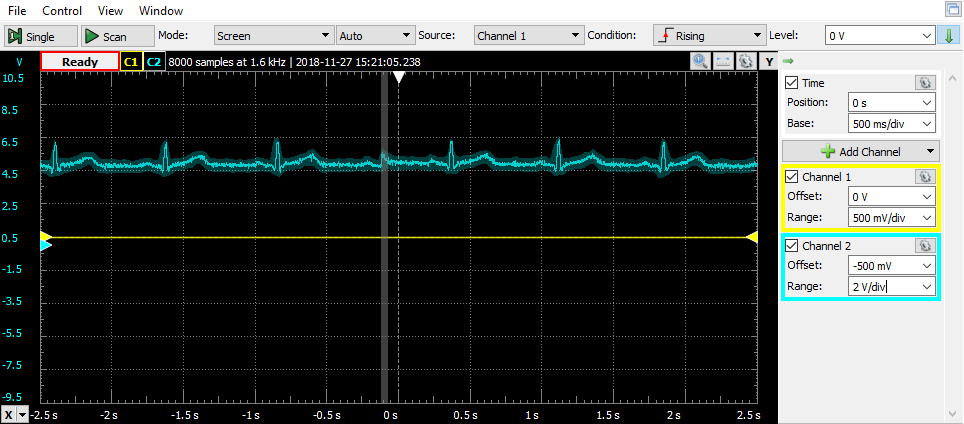 File Control View Window
Single Scan Mode: Screen Auto Source: Channel 1 Condition: Rising Level: 0 V
V Ready C1 C2 8000 samples at 1.6 kHz | 2018-11-27 15:21:05.238 Y
10.5
8.5
6.5
4.5
2.5
0.5
-1.5
-3.5
-5.5
-7.5
-9.5
X -2.5 s -2 s -1.5 s -1 s -0.5 s 0 s 0.5 s 1 s 1.5 s 2 s 2.5 s
Time
Position: 0 s
Base: 500 ms/div
Add Channel
Channel 1
Offset: 0 V
Range: 500 mV/div
Channel 2
Offset: -500 mV
Range: 2 V/div